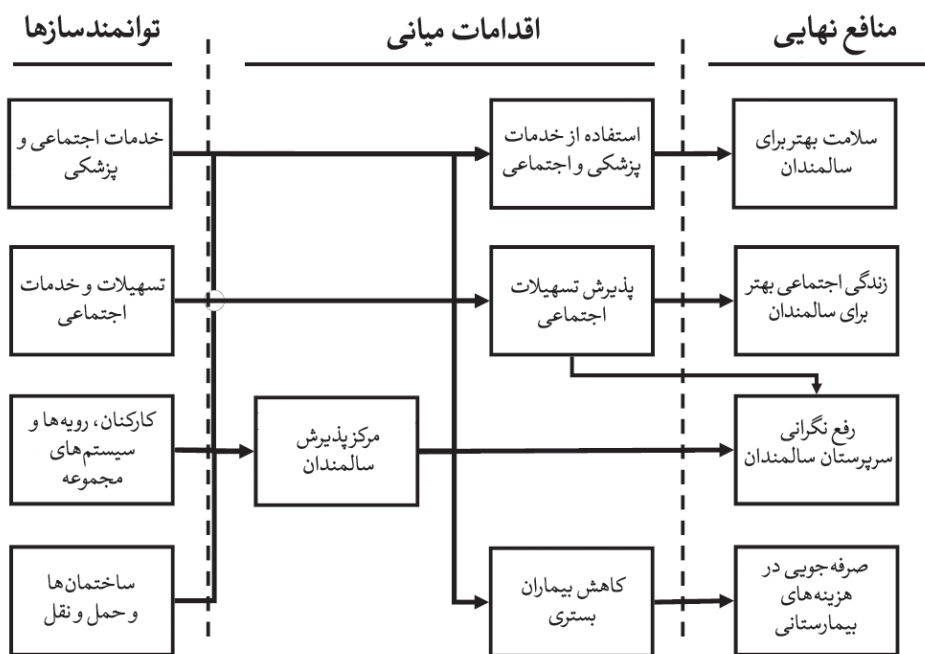 منافع نهایی
اقدامات میانی
توانمندسازها
خدمات اجتماعی و
پزشکی
استفاده از خدمات
پزشکی و اجتماعی
سلامت بهتر برای
سالمندان
تسهیلات و خدمات
اجتماعی
پذیرش تسهیلات
اجتماعی
زندگی اجتماعی بهتر
برای سالمندان
کارکنان، رویه‌ها و
سیستم‌های
مجموعه
مرکز پذیرش
سالمندان
رفع نگرانی
سرپرستان سالمندان
ساختمان‌ها
و حمل و نقل
کاهش بیماران
بستری
صرفه‌جویی در
هزینه‌های
بیمارستانی